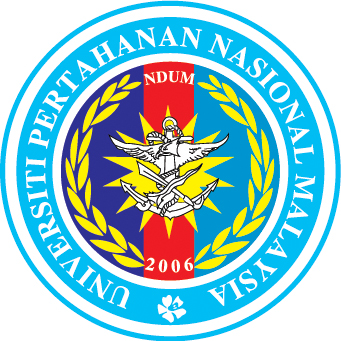 UNIVERSITI PERTAHANAN NASIONAL MALAYSIA
NDUM
2006